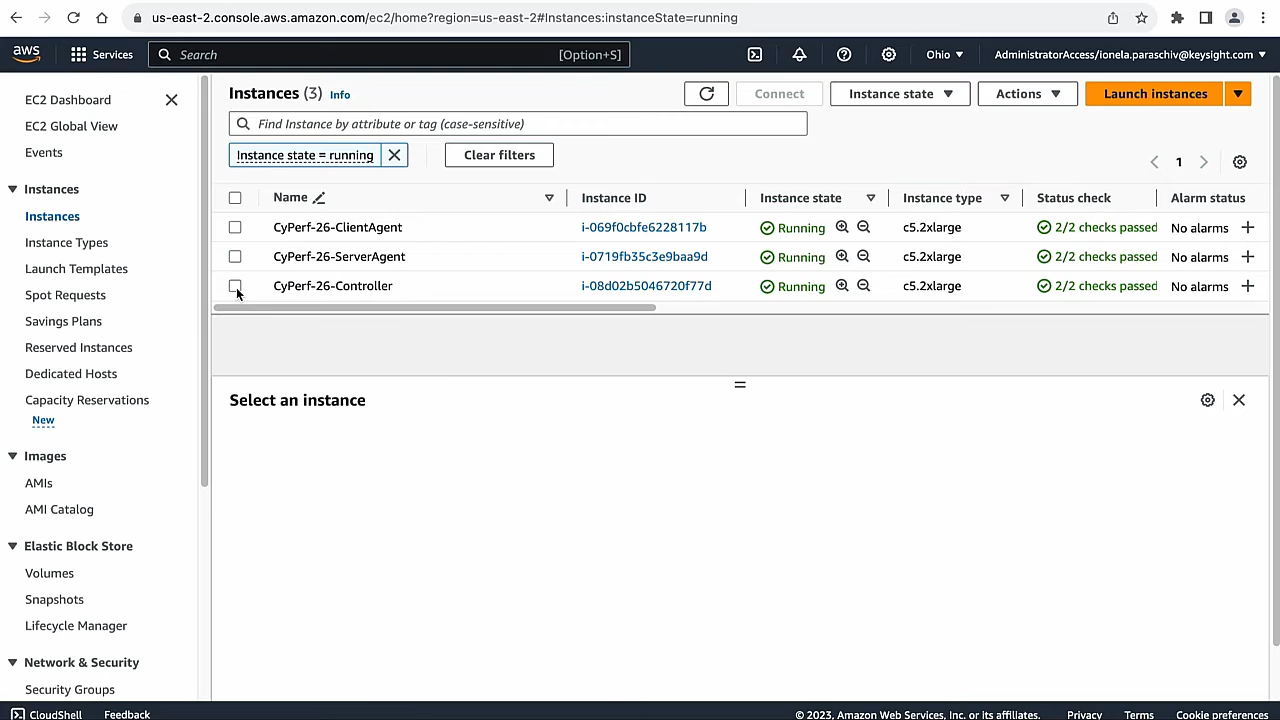 us-east-2.console.aws.amazon.com/ec2/home?region=us-east-2#Instances:instanceState=running
aws Services Search [Option+S] Ohio AdministratorAccess/ionela.paraschiv@keysight.com
EC2 Dashboard
EC2 Global View
Events
Instances
Instances
Instance Types
Launch Templates
Spot Requests
Savings Plans
Reserved Instances
Dedicated Hosts
Capacity Reservations
New
Images
AMIs
AMI Catalog
Elastic Block Store
Volumes
Snapshots
Lifecycle Manager
Network & Security
Security Groups
Instances (3) Info Connect Instance state Actions Launch instances
Find Instance by attribute or tag (case-sensitive)
Instance state = running Clear filters 1
Name Instance ID Instance state Instance type Status check Alarm status
CyPerf-26-ClientAgent i-069f0cbfe6228117b Running c5.2xlarge 2/2 checks passed No alarms
CyPerf-26-ServerAgent i-0719fb35c3e9baa9d Running c5.2xlarge 2/2 checks passed No alarms
CyPerf-26-Controller i-08d02b5046720f77d Running c5.2xlarge 2/2 checks passed No alarms
Select an instance
CloudShell Feedback © 2023, Amazon Web Services, Inc. or its affiliates. Privacy Terms Cookie preferences